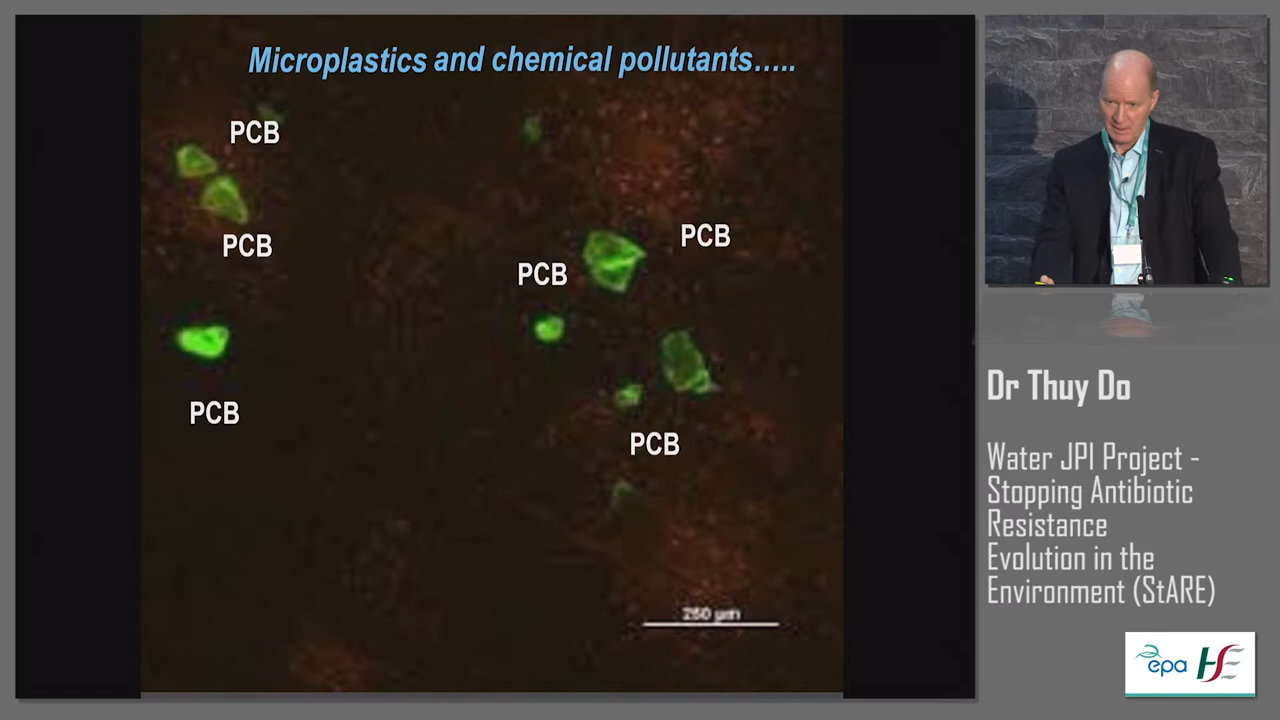 Microplastics and chemical pollutants.....
PCB
PCB
PCB
PCB
PCB
PCB
250 µm
Dr Thuy Do
Water JPI Project -
Stopping Antibiotic
Resistance
Evolution in the
Environment (StARE)
epa HSE